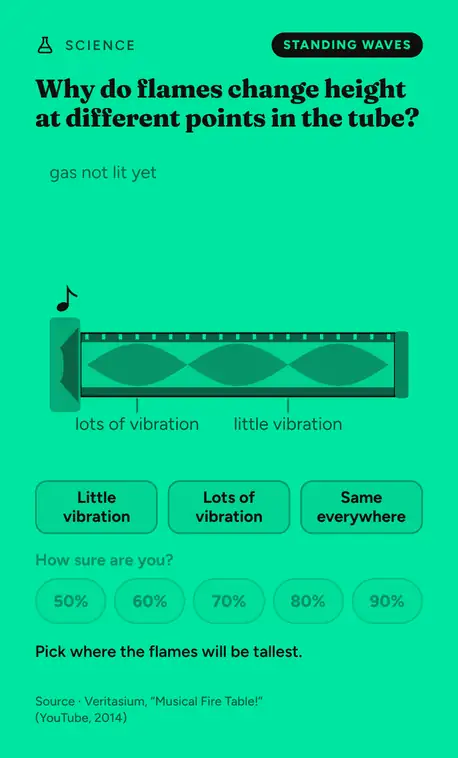 SCIENCE
STANDING WAVES
Why do flames change height
at different points in the tube?
gas not lit yet
lots of vibration
little vibration
Little
vibration
Lots of
vibration
Same
everywhere
How sure are you?
50%
60%
70%
80%
90%
Pick where the flames will be tallest.
Source · Veritasium, “Musical Fire Table!”
(YouTube, 2014)